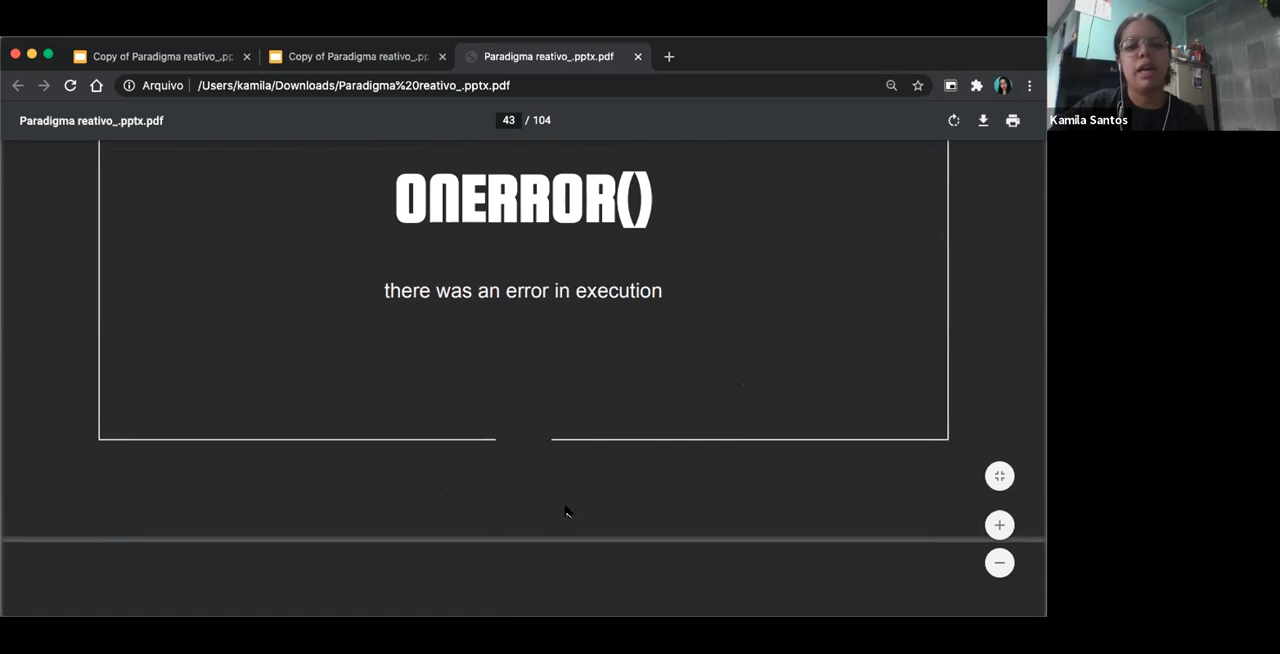 Copy of Paradigma reativo_.pp
Copy of Paradigma reativo_.pp
Paradigma reativo_.pptx.pdf
Arquivo
/Users/kamila/Downloads/Paradigma%20reativo_.pptx.pdf
Kamila Santos
Paradigma reativo_.pptx.pdf
43 / 104
ONERROR()
there was an error in execution